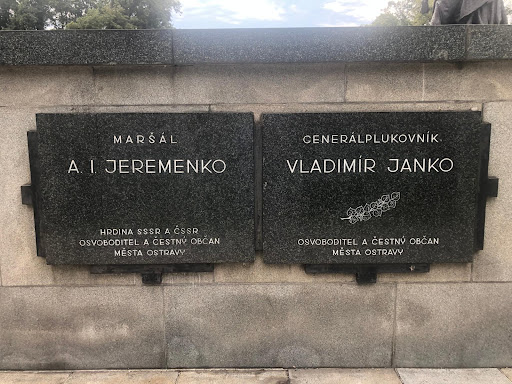 MARŠÁL
A. I. JEREMENKO
HRDINA SSSR A ČSSR
OSVOBODITEL A ČESTNÝ OBČAN
MĚSTA OSTRAVY
GENERÁLPLUKOVNÍK
VLADIMÍR JANKO
OSVOBODITEL A ČESTNÝ OBČAN
MĚSTA OSTRAVY